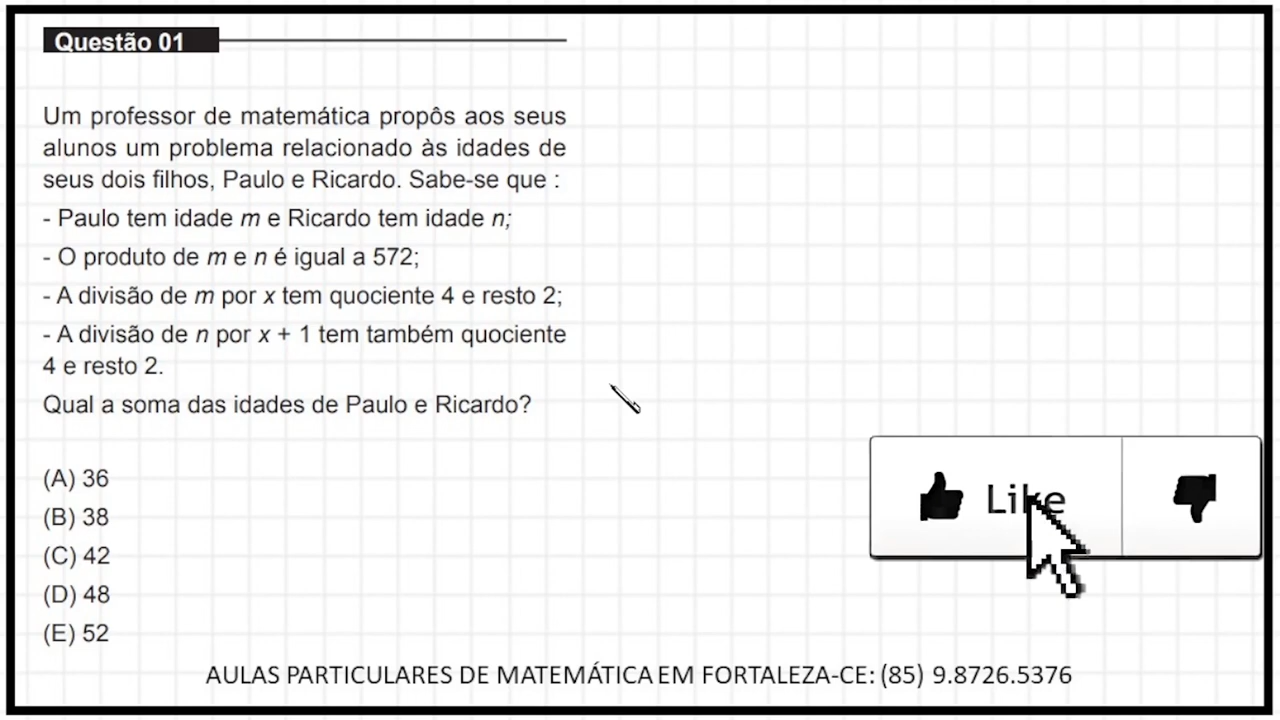 Questão 01
Um professor de matemática propôs aos seus
alunos um problema relacionado às idades de
seus dois filhos, Paulo e Ricardo. Sabe-se que :
- Paulo tem idade m e Ricardo tem idade n;
- O produto de m e n é igual a 572;
- A divisão de m por x tem quociente 4 e resto 2;
- A divisão de n por x + 1 tem também quociente
4 e resto 2.
Qual a soma das idades de Paulo e Ricardo?
(A) 36
(B) 38
(C) 42
(D) 48
(E) 52
Like
AULAS PARTICULARES DE MATEMÁTICA EM FORTALEZA-CE: (85) 9.8726.5376